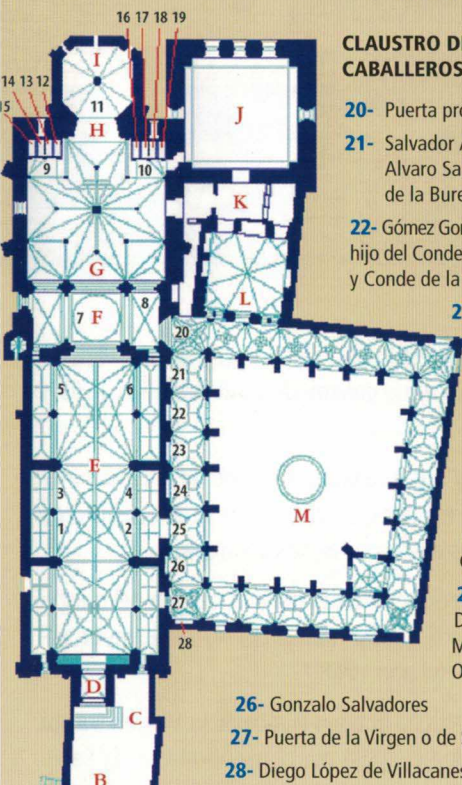 16 17 18 19
CLAUSTRO D
CABALLEROS
I
14 13 12
15
11
H
9
10
J
20- Puerta pre
21- Salvador A
Alvaro Sa
de la Bure
K
22- Gómez Go
hijo del Conde
y Conde de la
G
L
2
7 F 8
20
5 6
21
22
23
E
24
M
3 4
1 2
25
26
27
28
2
D
M
O
D
C
B
26- Gonzalo Salvadores
27- Puerta de la Virgen o de
28- Diego López de Villacanes